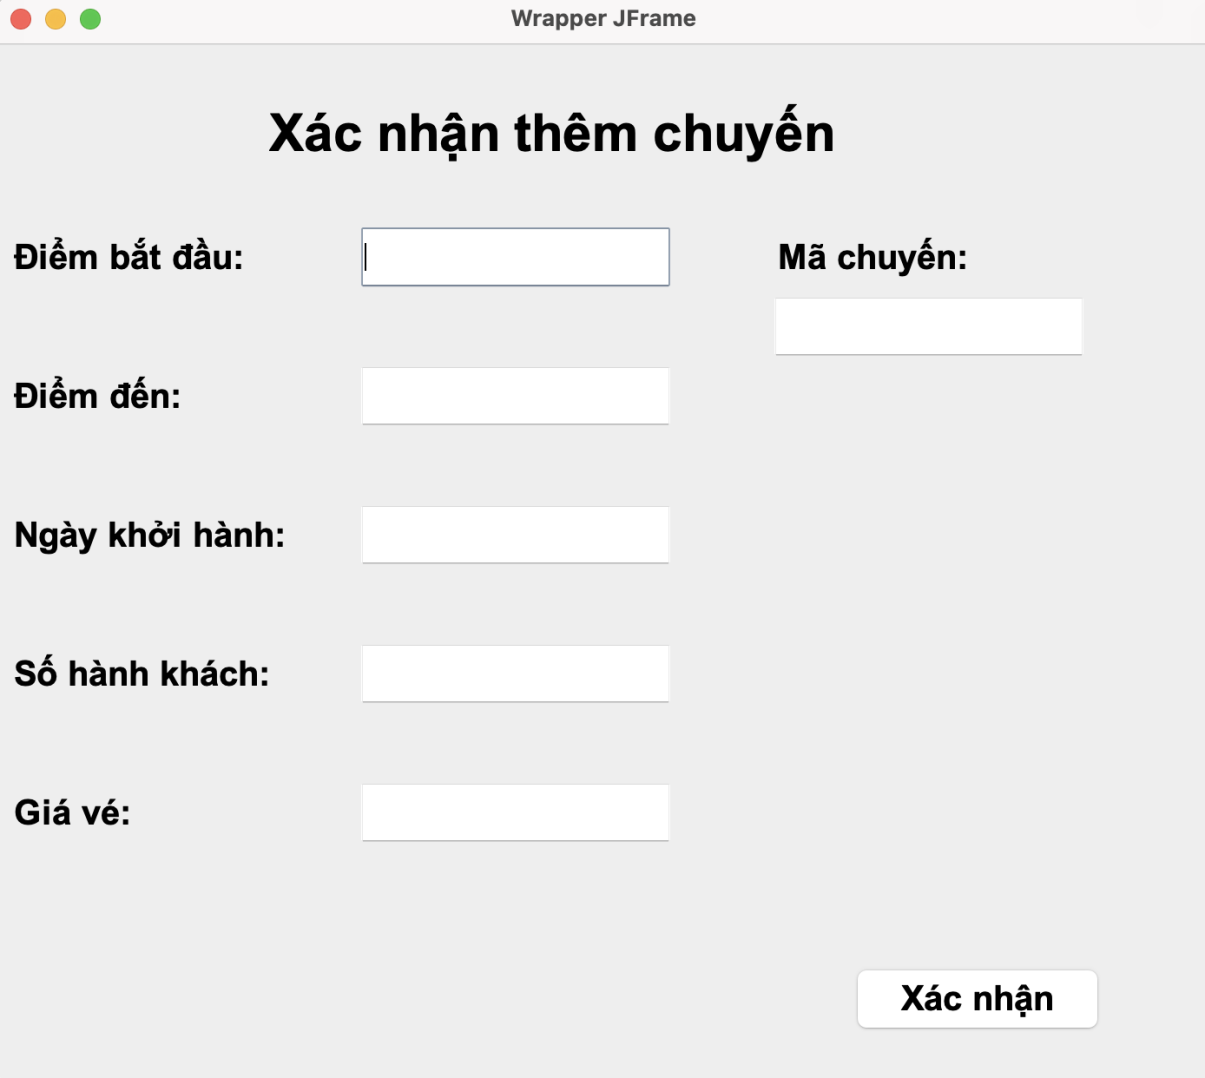 Wrapper JFrame
Xác nhận thêm chuyến
Điểm bắt đầu:
Mã chuyến:
Điểm đến:
Ngày khởi hành:
Số hành khách:
Giá vé:
Xác nhận